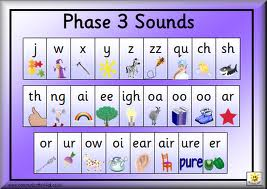 Phase 3 Sounds
j w x y z zz qu ch sh
th ng ai ee igh oa oo oo ar
or ur ow oi ear air ure er
pure